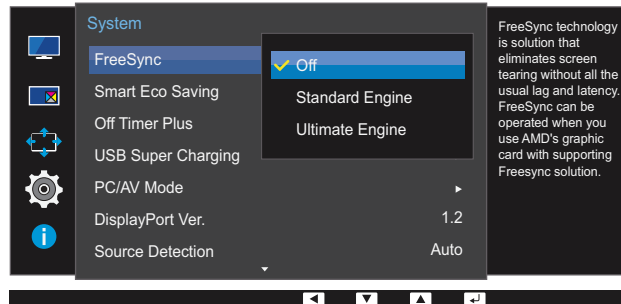 System
FreeSync
Off
Smart Eco Saving
Standard Engine
Off Timer Plus
Ultimate Engine
USB Super Charging
PC/AV Mode
DisplayPort Ver. 1.2
Source Detection Auto
FreeSync technology
is solution that
eliminates screen
tearing without all the
usual lag and latency.
FreeSync can be
operated when you
use AMD's graphic
card with supporting
Freesync solution.